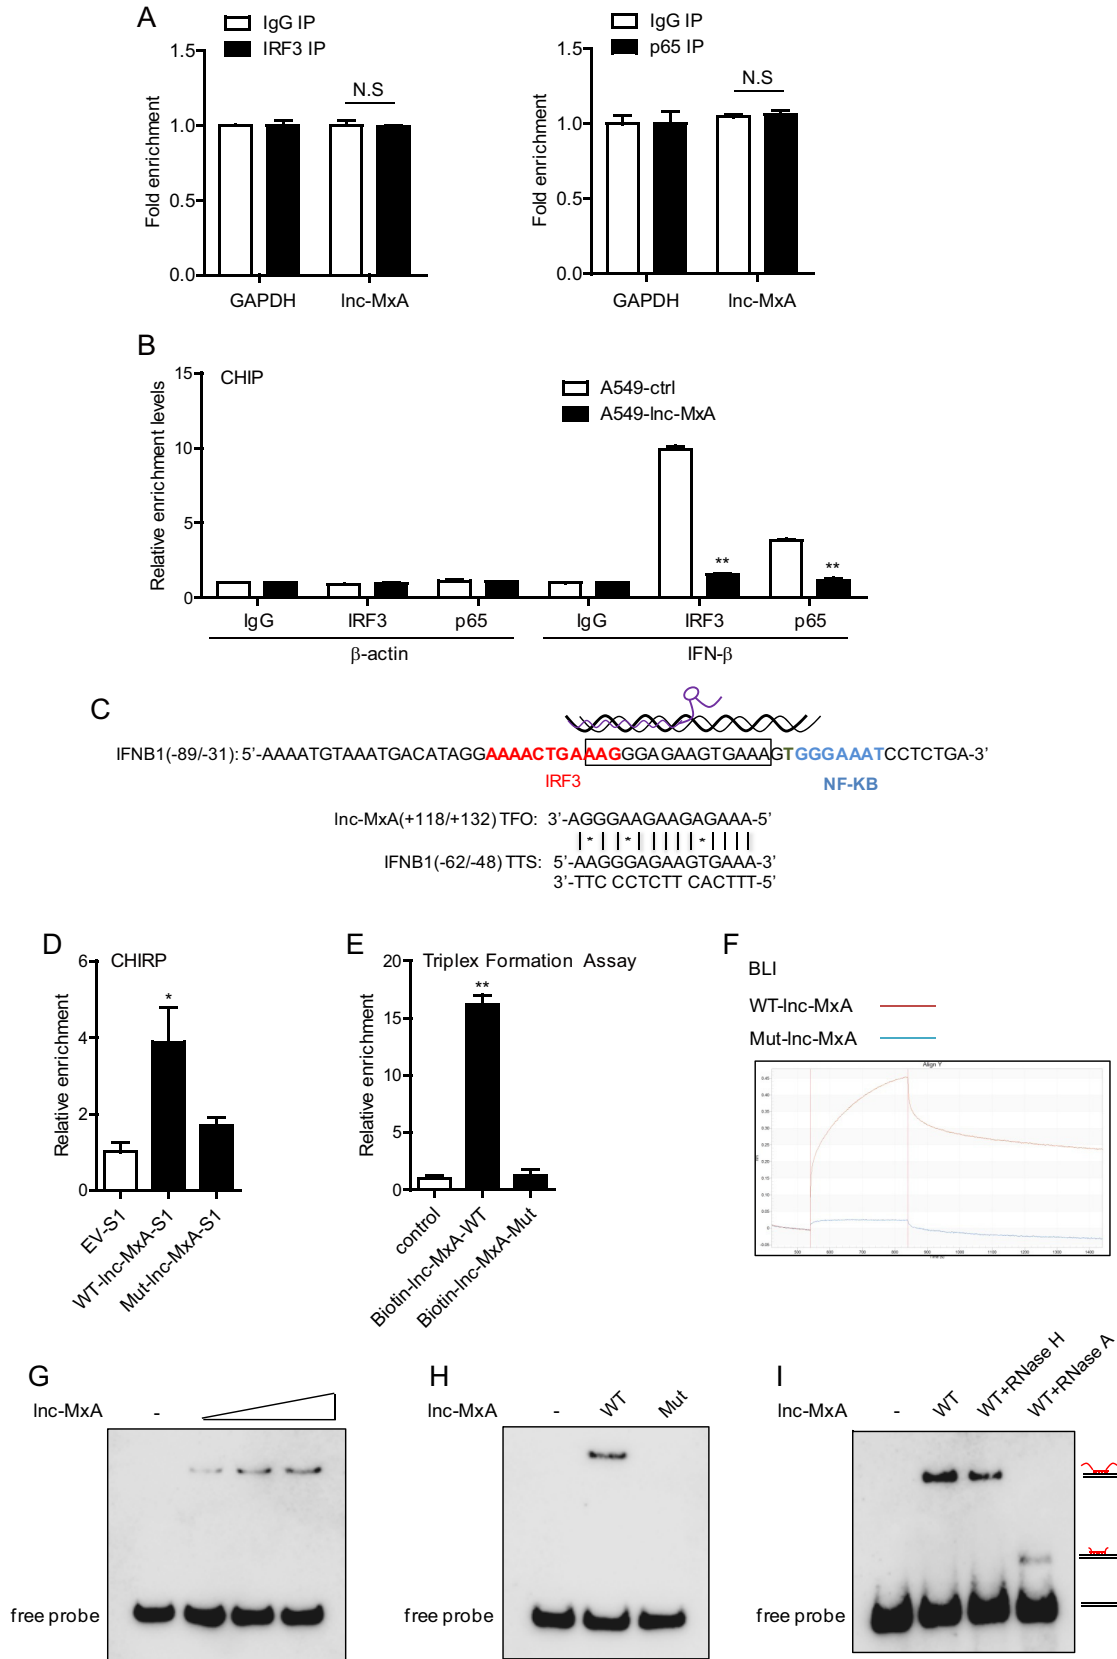 A
IgG IP
IRF3 IP
Fold enrichment
1.5
1.0
0.5
0.0
N.S
GAPDH
lnc-MxA
IgG IP
p65 IP
Fold enrichment
1.5
1.0
0.5
0.0
N.S
GAPDH
lnc-MxA
B
CHIP
Relative enrichment levels
15
10
5
0
A549-ctrl
A549-lnc-MxA
**
**
IgG IRF3 p65 IgG IRF3 p65
β-actin IFN-β
C
IFNB1(-89/-31): 5'-AAAATGTAAATGACATAGGAAAACTGAAAGGGAGAAGTGAAAGTGGGAAATCCTCTGA-3'
IRF3 NF-KB
lnc-MxA(+118/+132) TFO: 3'-AGGGAAGAAGAGAAA-5'
* * *
IFNB1(-62/-48) TTS: 5'-AAGGGAGAAGTGAAA-3'
3'-TTC CCTCTT CACTTT-5'
D
CHIRP
Relative enrichment
6
4
2
0
*
EV-S1
WT-lnc-MxA-S1
Mut-lnc-MxA-S1
E
Triplex Formation Assay
Relative enrichment
20
15
10
5
0
**
control
Biotin-lnc-MxA-WT
Biotin-lnc-MxA-Mut
F
BLI
WT-lnc-MxA
Mut-lnc-MxA
Align Y
G
lnc-MxA -
free probe
H
lnc-MxA - WT Mut
free probe
I
lnc-MxA - WT WT+RNase H WT+RNase A
free probe